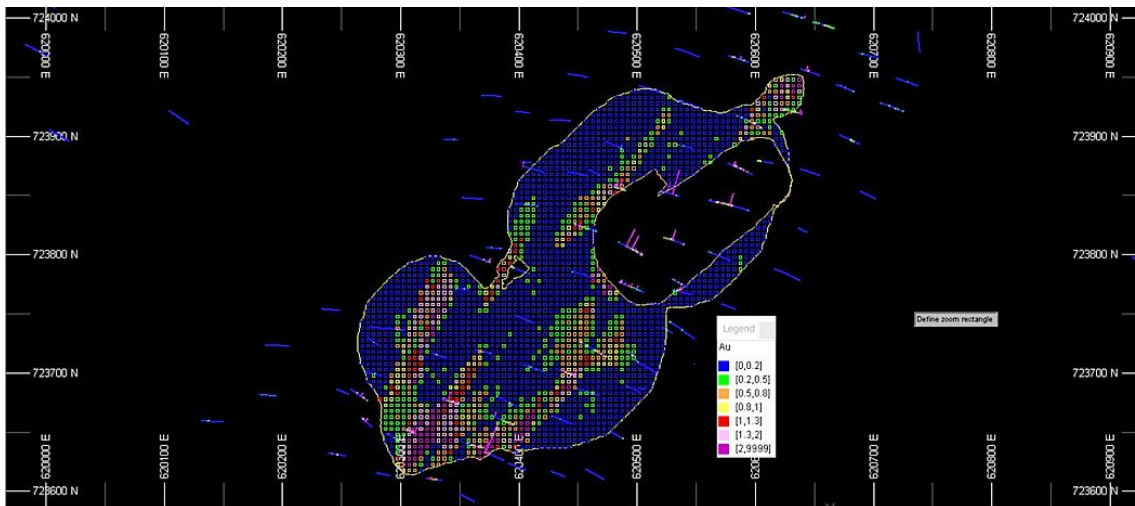 724000 N
724000 N
620000 E
620100 E
620200 E
620300 E
620400 E
620500 E
620600 E
620700 E
620800 E
620900 E
723900 N
723900 N
723800 N
723800 N
Define zoom rectangle
Legend
Au
[0,0.2]
[0.2,0.5]
[0.5,0.8]
[0.8,1]
[1,1.3]
[1.3,2]
[2,9999]
723700 N
723700 N
620000 E
620100 E
620200 E
620500 E
620700 E
620800 E
620900 E
723600 N
723600 N